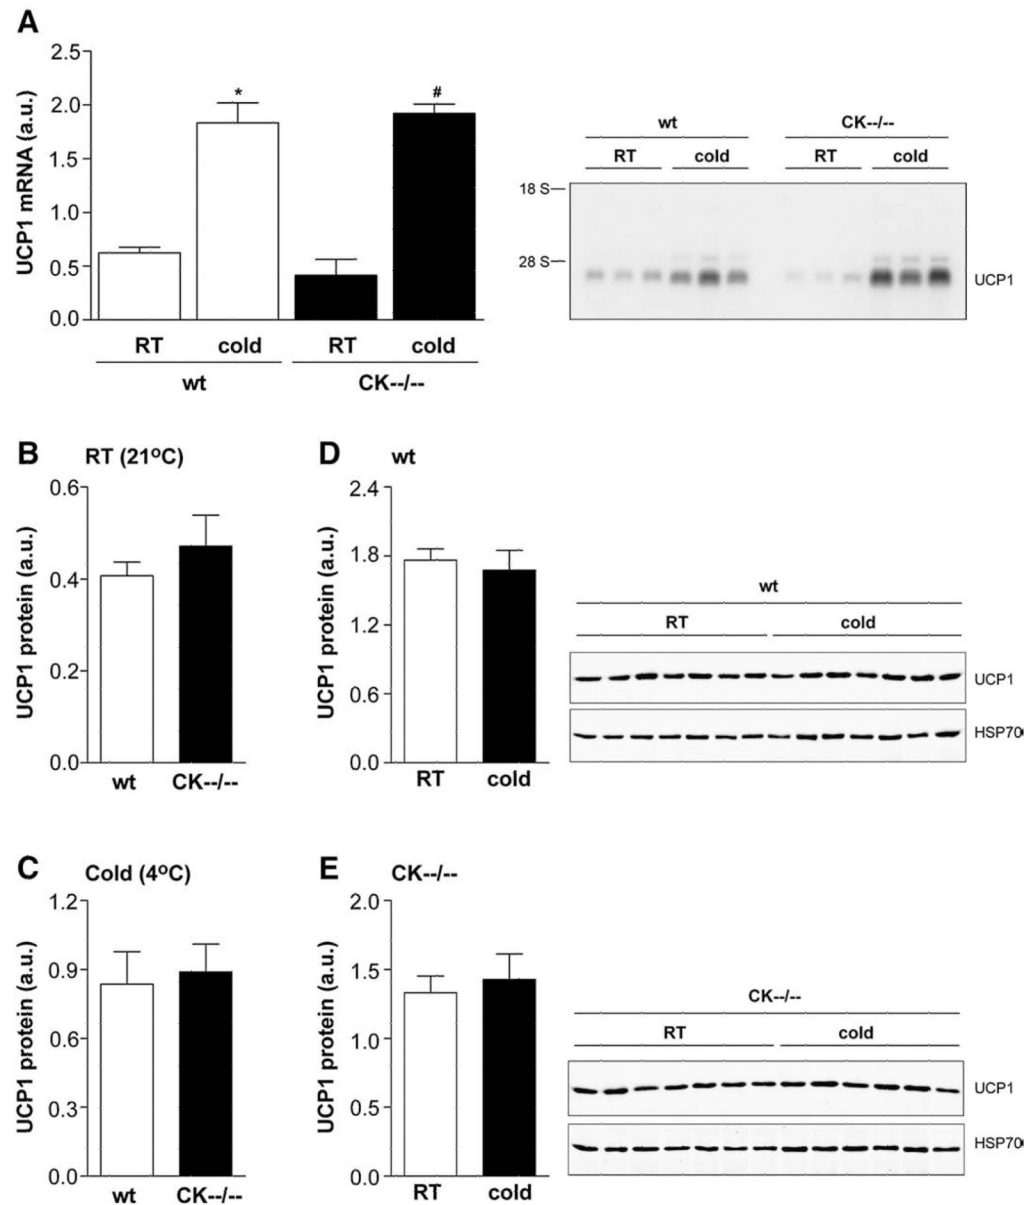 A
UCP1 mRNA (a.u.)
2.5
2.0
1.5
1.0
0.5
0.0
*
#
RT cold RT cold
wt CK--/--
wt CK--/--
RT cold RT cold
18 S
28 S
UCP1
B RT (21oC)
UCP1 protein (a.u.)
0.6
0.4
0.2
0.0
wt CK--/--
D wt
UCP1 protein (a.u.)
2.4
1.8
1.2
0.6
0.0
RT cold
wt
RT cold
UCP1
HSP70
C Cold (4oC)
UCP1 protein (a.u.)
1.2
0.9
0.6
0.3
0.0
wt CK--/--
E CK--/--
UCP1 protein (a.u.)
2.0
1.5
1.0
0.5
0.0
RT cold
CK--/--
RT cold
UCP1
HSP70